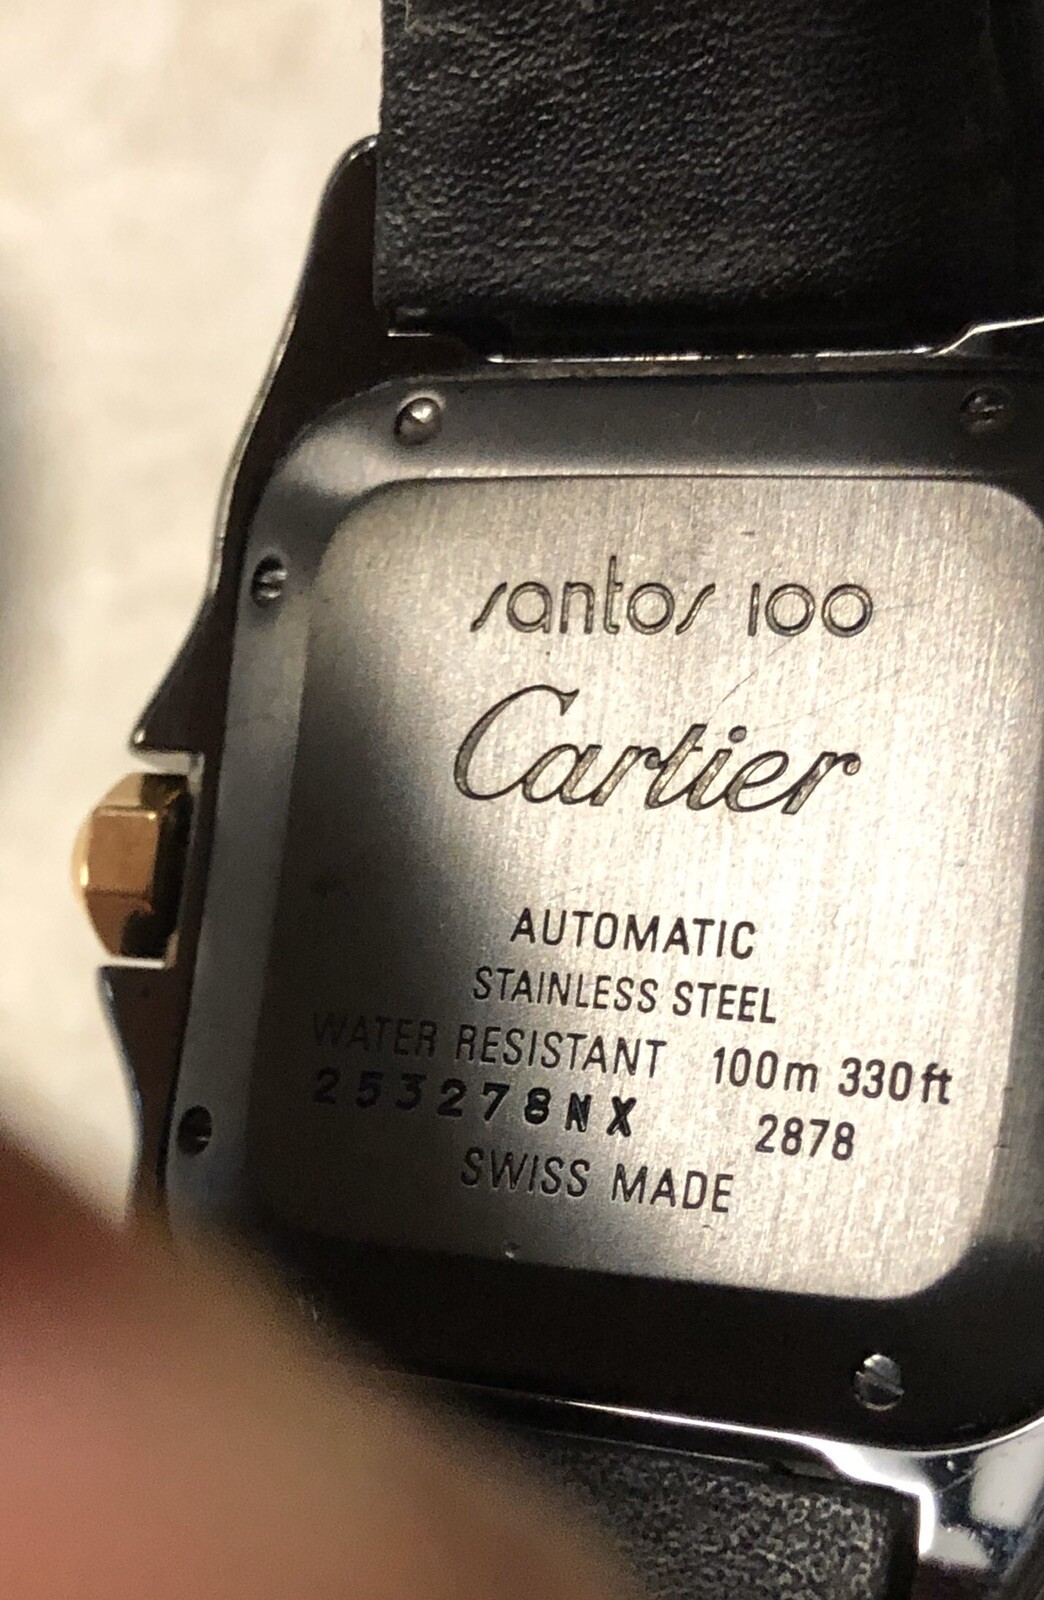 santos 100
Cartier
AUTOMATIC
STAINLESS STEEL
WATER RESISTANT 100m 330ft
253278NX 2878
SWISS MADE